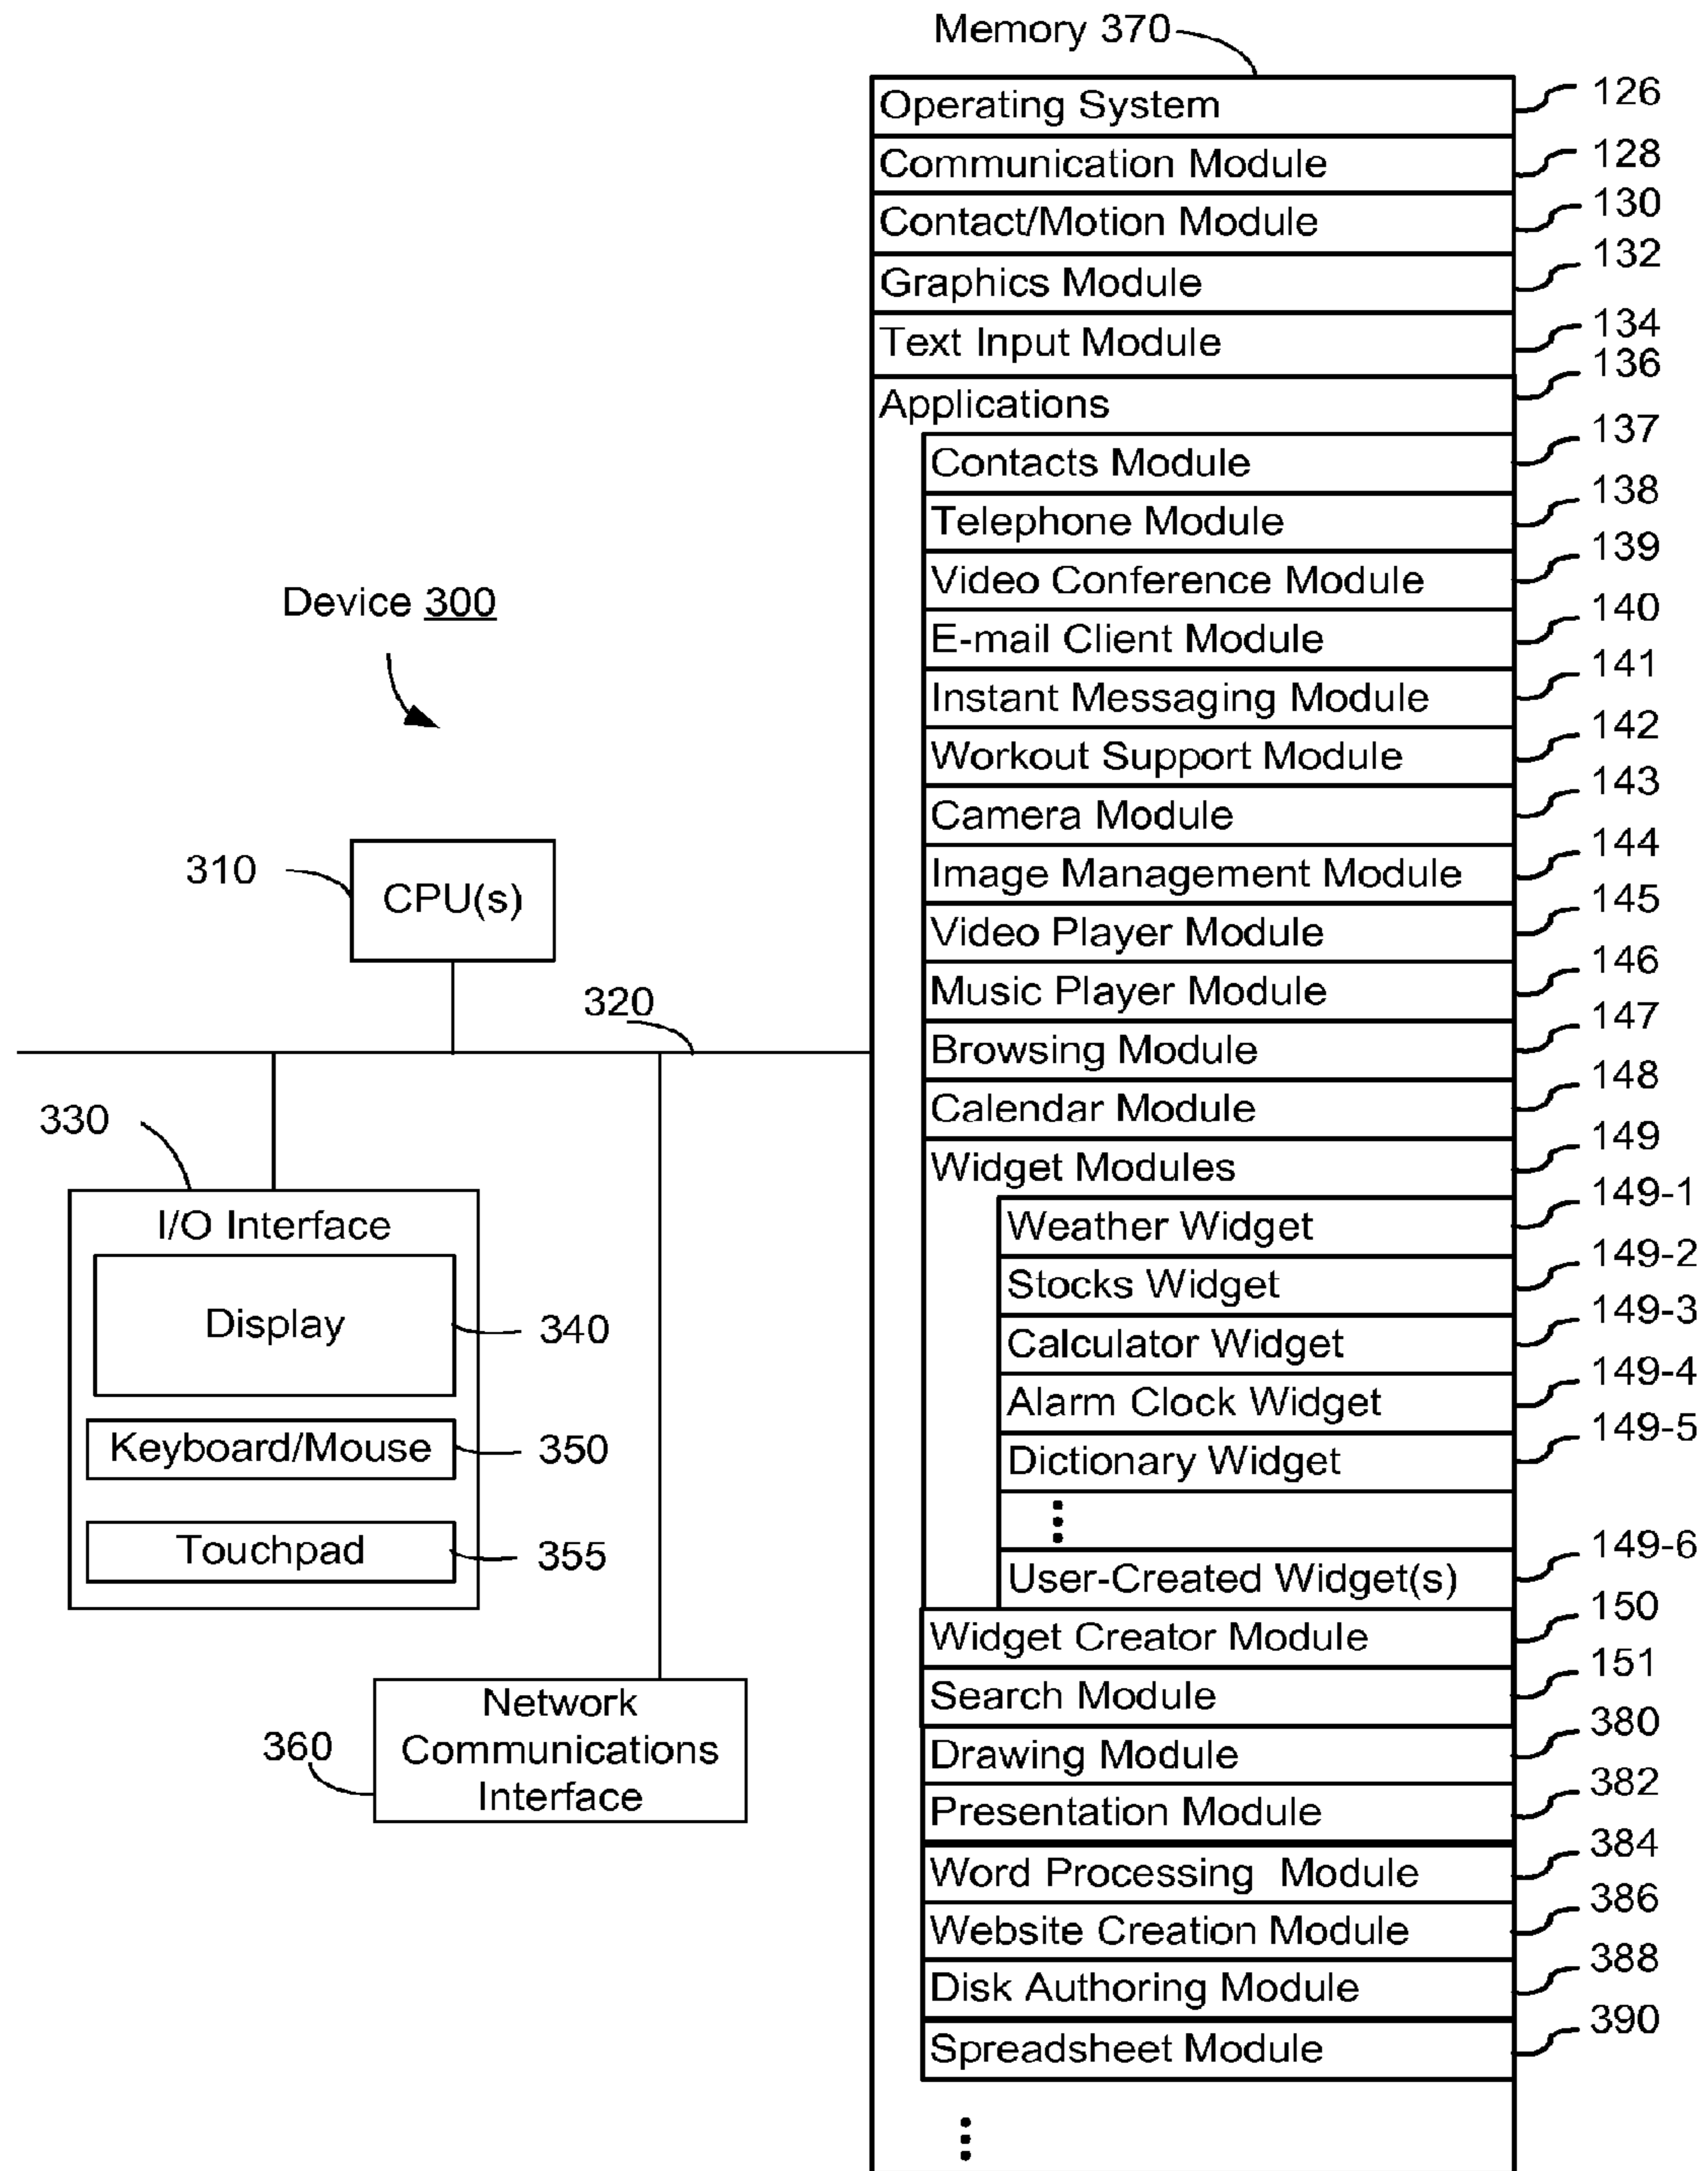 Memory 370
Operating System 126
Communication Module 128
Contact/Motion Module 130
Graphics Module 132
Text Input Module 134
Applications 136
Contacts Module 137
Telephone Module 138
Video Conference Module 139
E-mail Client Module 140
Instant Messaging Module 141
Workout Support Module 142
Camera Module 143
Image Management Module 144
Video Player Module 145
Music Player Module 146
Browsing Module 147
Calendar Module 148
Widget Modules 149
Weather Widget 149-1
Stocks Widget 149-2
Calculator Widget 149-3
Alarm Clock Widget 149-4
Dictionary Widget 149-5
User-Created Widget(s) 149-6
Widget Creator Module 150
Search Module 151
Drawing Module 380
Presentation Module 382
Word Processing Module 384
Website Creation Module 386
Disk Authoring Module 388
Spreadsheet Module 390
Device 300
310
CPU(s)
320
330
I/O Interface
Display 340
Keyboard/Mouse 350
Touchpad 355
360
Network
Communications
Interface